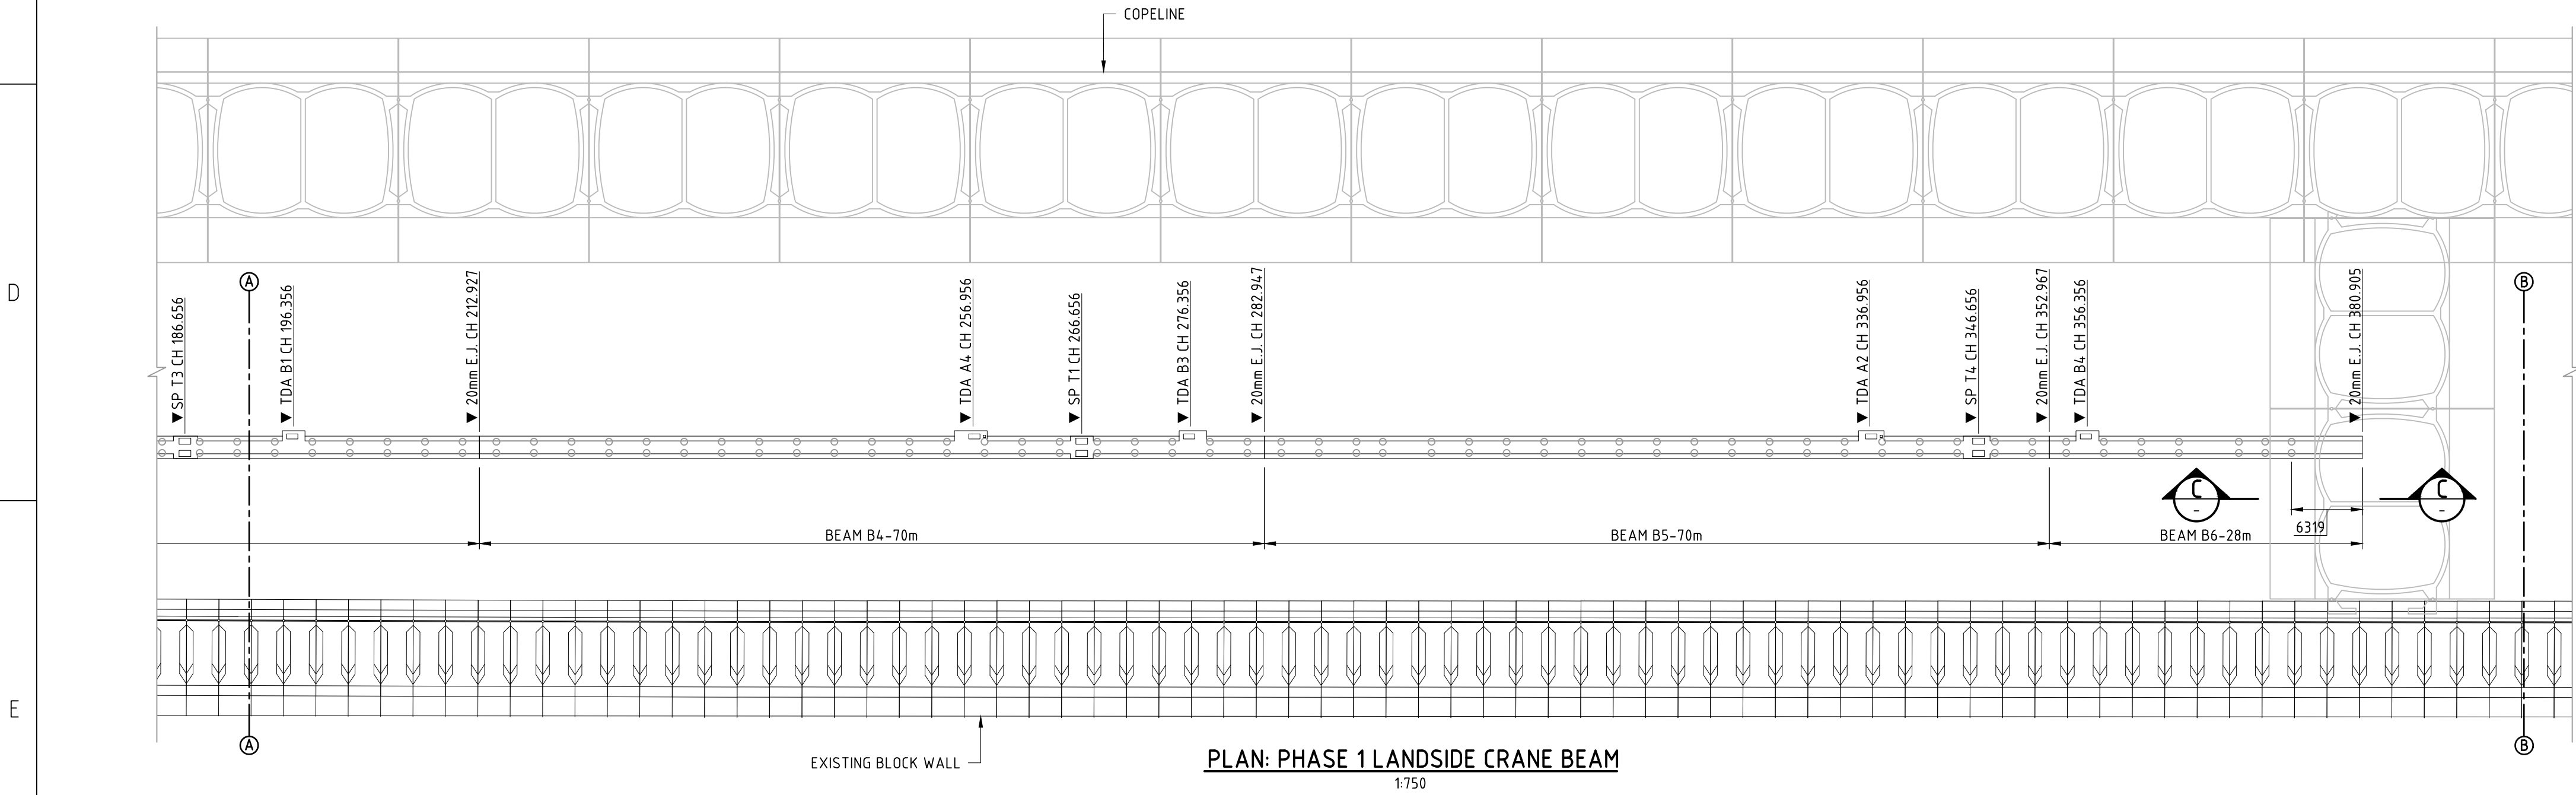 COPELINE
D
A
B
SP T3 CH 186.656
TDA B1 CH 196.356
20mm E.J. CH 212.927
TDA A4 CH 256.956
SP T1 CH 266.656
TDA B3 CH 276.356
20mm E.J. CH 282.947
TDA A2 CH 336.956
SP T4 CH 346.656
20mm E.J. CH 352.967
TDA B4 CH 356.356
20mm E.J. CH 380.905
C
-
C
-
6319
BEAM B4-70m
BEAM B5-70m
BEAM B6-28m
E
A
B
EXISTING BLOCK WALL
PLAN: PHASE 1 LANDSIDE CRANE BEAM
1:750